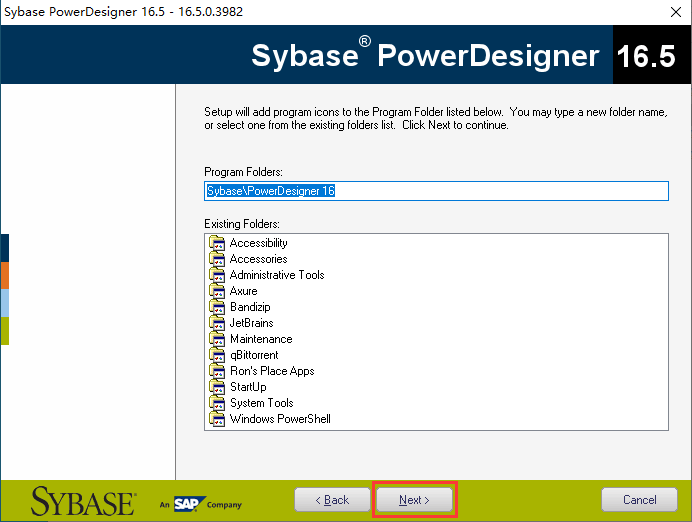 Sybase PowerDesigner 16.5 - 16.5.0.3982
Sybase® PowerDesigner 16.5
Setup will add program icons to the Program Folder listed below. You may type a new folder name,
or select one from the existing folders list. Click Next to continue.
Program Folders:
Sybase\PowerDesigner 16
Existing Folders:
Accessibility
Accessories
Administrative Tools
Axure
Bandizip
JetBrains
Maintenance
qBittorrent
Ron's Place Apps
StartUp
System Tools
Windows PowerShell
SYBASE® An SAP Company
< Back
Next >
Cancel